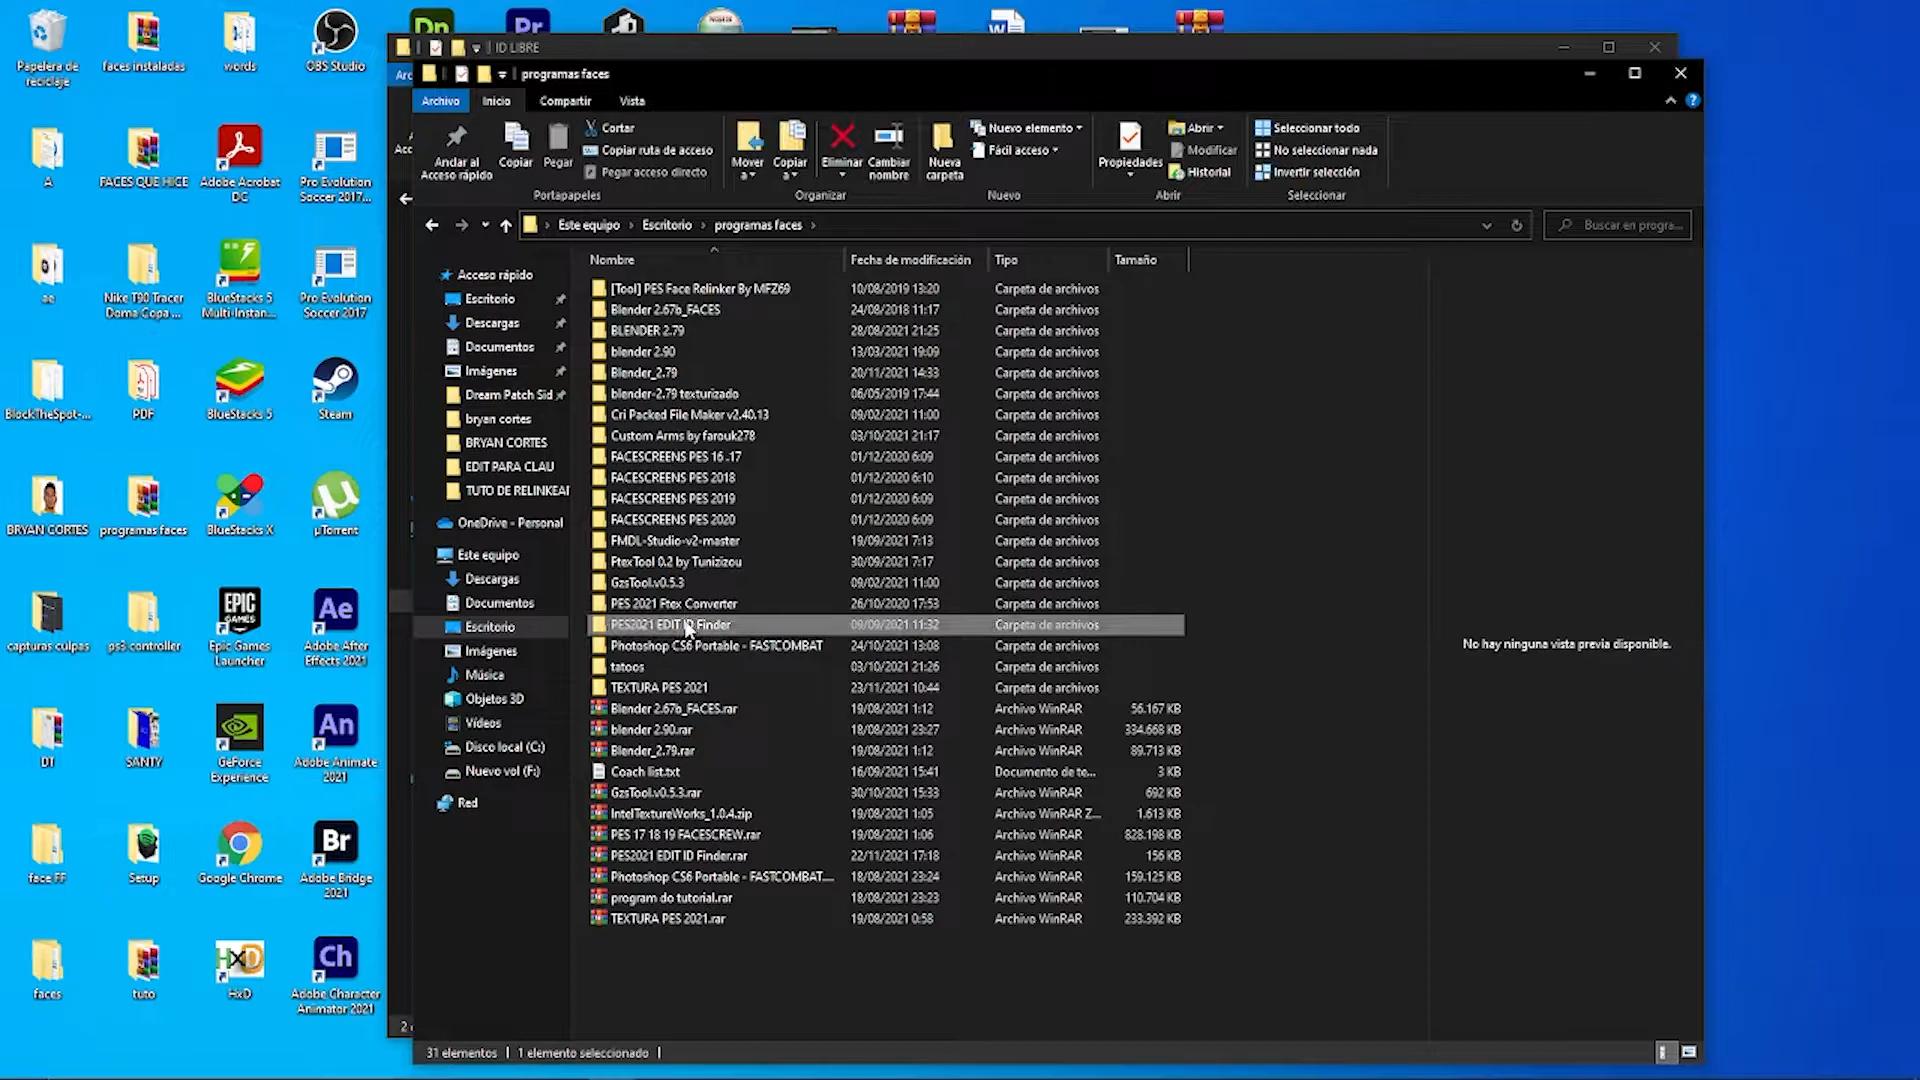 Papelera de
reciclaje
faces instaladas
words
OBS Studio
A
FACES QUE HICE
Adobe Acrobat
DC
Pro Evolution
Soccer 2017...
ae
Nike T90 Tracer
Doma Copa ...
BlueStacks 5
Multi-Instan...
Pro Evolution
Soccer 2017
BlockTheSpot-...
PDF
BlueStacks 5
Steam
BRYAN CORTES
programas faces
BlueStacks X
µTorrent
capturas culpas
ps3 controller
Epic Games
Launcher
Adobe After
Effects 2021
DT
SANTY
GeForce
Experience
Adobe Animate
2021
face FF
Setup
Google Chrome
Adobe Bridge
2021
faces
tuto
HxD
Adobe Character
Animator 2021
EPIC
GAMES
Ae
An
Br
Ch
HxD
Dn
Pr
ID LIBRE
Arc
Acc
programas faces
Archivo
Inicio
Compartir
Vista
Anclar al
Acceso rápido
Copiar
Pegar
Cortar
Copiar ruta de acceso
Pegar acceso directo
Portapapeles
Mover
a
Copiar
a
Eliminar
Cambiar
nombre
Organizar
Nueva
carpeta
Nuevo elemento
Fácil acceso
Nuevo
Propiedades
Abrir
Modificar
Historial
Abrir
Seleccionar todo
No seleccionar nada
Invertir selección
Seleccionar
Este equipo › Escritorio › programas faces ›
Buscar en progra...
Acceso rápido
Escritorio
Descargas
Documentos
Imágenes
Dream Patch Sid
bryan cortes
BRYAN CORTES
EDIT PARA CLAU
TUTO DE RELINKEAR
OneDrive - Personal
Este equipo
Descargas
Documentos
Escritorio
Imágenes
Música
Objetos 3D
Vídeos
Disco local (C:)
Nuevo vol (F:)
Red
Nombre Fecha de modificación Tipo Tamaño
[Tool] PES Face Relinker By MFZ69 10/08/2019 13:20 Carpeta de archivos
Blender 2.67b_FACES 24/08/2018 11:17 Carpeta de archivos
BLENDER 2.79 28/08/2021 21:25 Carpeta de archivos
blender 2.90 13/03/2021 19:09 Carpeta de archivos
Blender_2.79 20/11/2021 14:33 Carpeta de archivos
blender-2.79 texturizado 06/05/2019 17:44 Carpeta de archivos
Cri Packed File Maker v2.40.13 09/02/2021 11:00 Carpeta de archivos
Custom Arms by farouk278 03/10/2021 21:17 Carpeta de archivos
FACESCREENS PES 16 .17 01/12/2020 6:09 Carpeta de archivos
FACESCREENS PES 2018 01/12/2020 6:10 Carpeta de archivos
FACESCREENS PES 2019 01/12/2020 6:09 Carpeta de archivos
FACESCREENS PES 2020 01/12/2020 6:09 Carpeta de archivos
FMDL-Studio-v2-master 19/09/2021 7:13 Carpeta de archivos
FtexTool 0.2 by Tunizizou 30/09/2021 7:17 Carpeta de archivos
GzsTool.v0.5.3 09/02/2021 11:00 Carpeta de archivos
PES 2021 Ftex Converter 26/10/2020 17:53 Carpeta de archivos
PES2021 EDIT ID Finder 09/09/2021 11:32 Carpeta de archivos
Photoshop CS6 Portable - FASTCOMBAT 24/10/2021 13:08 Carpeta de archivos
tatoos 03/10/2021 21:26 Carpeta de archivos
TEXTURA PES 2021 23/11/2021 10:44 Carpeta de archivos
Blender 2.67b_FACES.rar 19/08/2021 1:12 Archivo WinRAR 56.167 KB
blender 2.90.rar 18/08/2021 23:27 Archivo WinRAR 334.668 KB
Blender_2.79.rar 19/08/2021 1:12 Archivo WinRAR 89.713 KB
Coach list.txt 16/09/2021 15:41 Documento de te... 3 KB
GzsTool.v0.5.3.rar 30/10/2021 15:33 Archivo WinRAR 692 KB
IntelTextureWorks_1.0.4.zip 19/08/2021 1:05 Archivo WinRAR Z... 1.613 KB
PES 17 18 19 FACESCREW.rar 19/08/2021 1:06 Archivo WinRAR 828.198 KB
PES2021 EDIT ID Finder.rar 22/11/2021 17:18 Archivo WinRAR 156 KB
Photoshop CS6 Portable - FASTCOMBAT.... 18/08/2021 23:24 Archivo WinRAR 159.125 KB
program do tutorial.rar 18/08/2021 23:23 Archivo WinRAR 110.704 KB
TEXTURA PES 2021.rar 19/08/2021 0:58 Archivo WinRAR 233.392 KB
No hay ninguna vista previa disponible.
31 elementos
1 elemento seleccionado